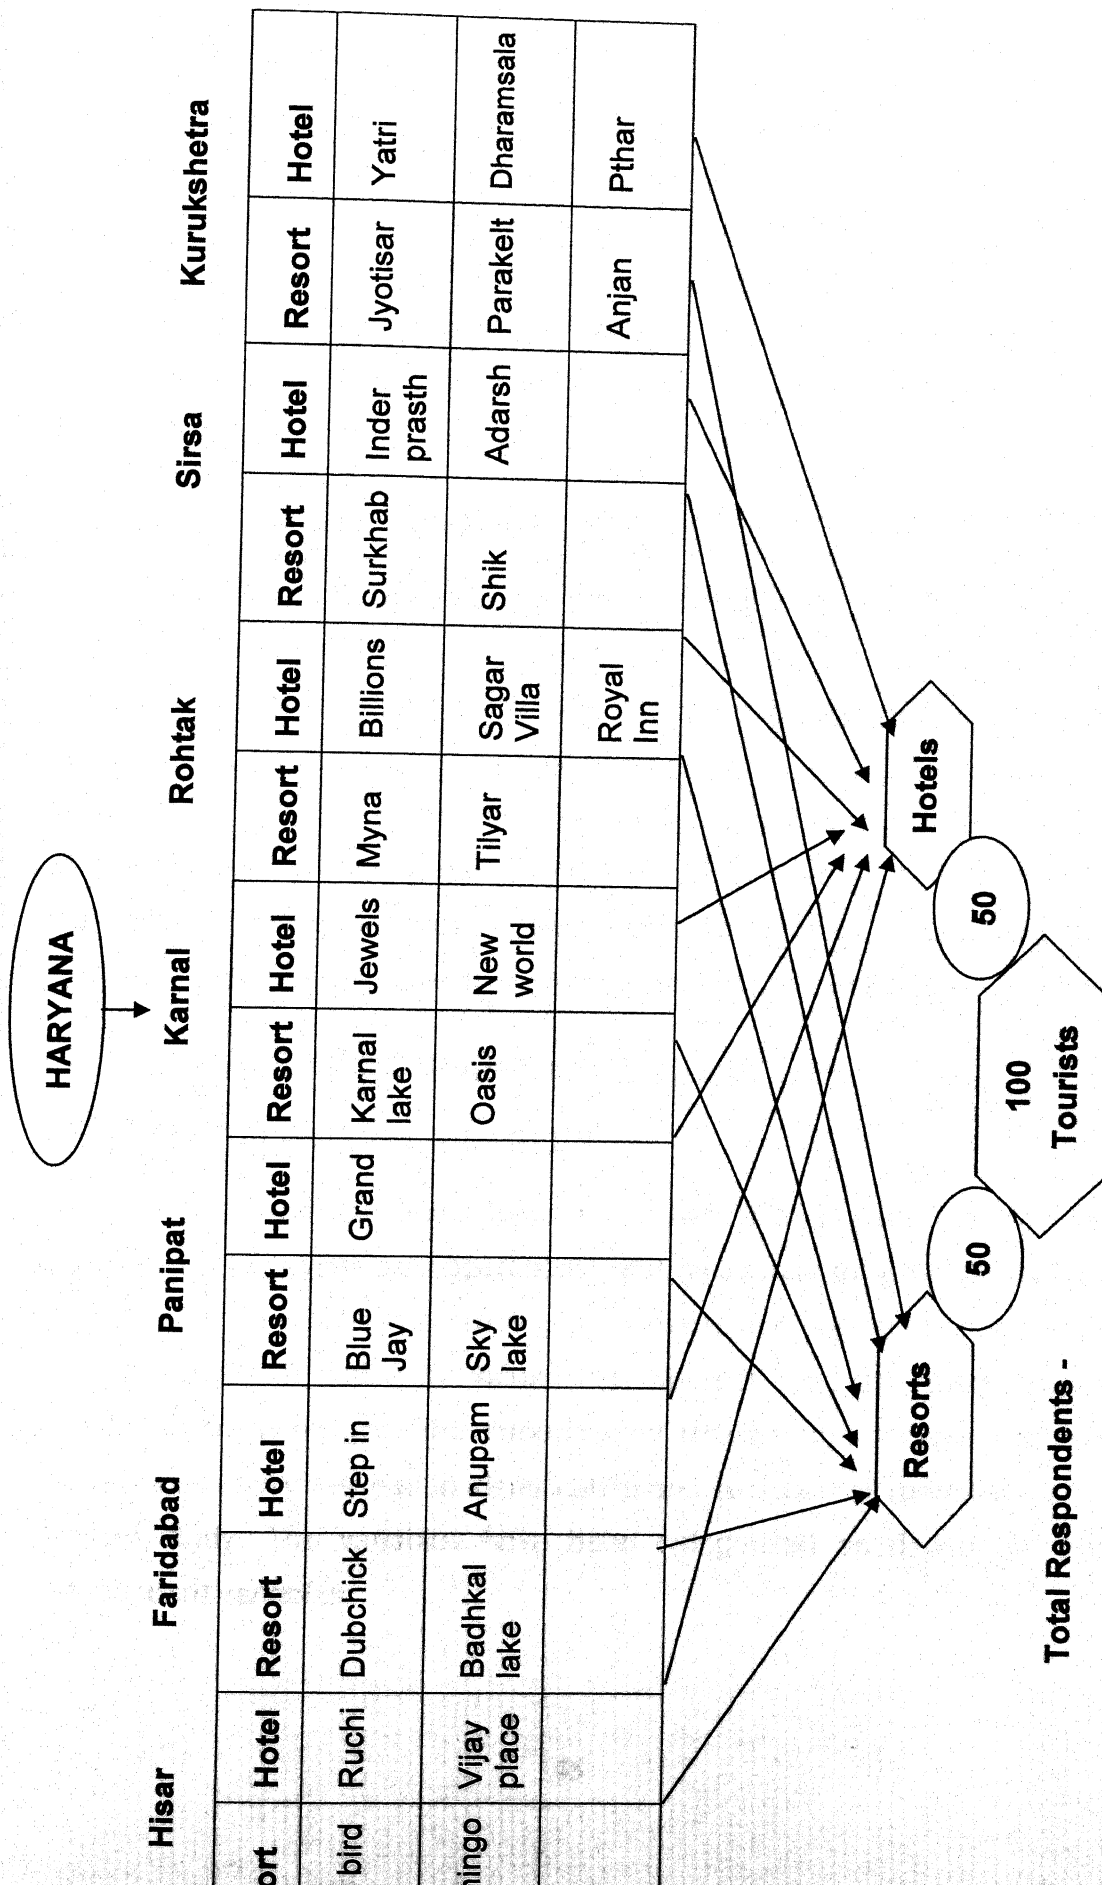 HARYANA
Hisar Faridabad Panipat Karnal Rohtak Sirsa Kurukshetra
ort Hotel Resort Hotel Resort Hotel Resort Hotel Resort Hotel Resort Hotel Resort Hotel
bird Ruchi Dubchick Step in Blue Jay Grand Karnal lake Jewels Myna Billions Surkhab Inder prasth Jyotisar Yatri
ningo Vijay place Badhkal lake Anupam Sky lake Oasis New world Tilyar Sagar Villa Shik Adarsh Parakelt Dharamsala
Royal Inn Anjan Pthar
Resorts Hotels
50 50
Total Respondents - 100
Tourists